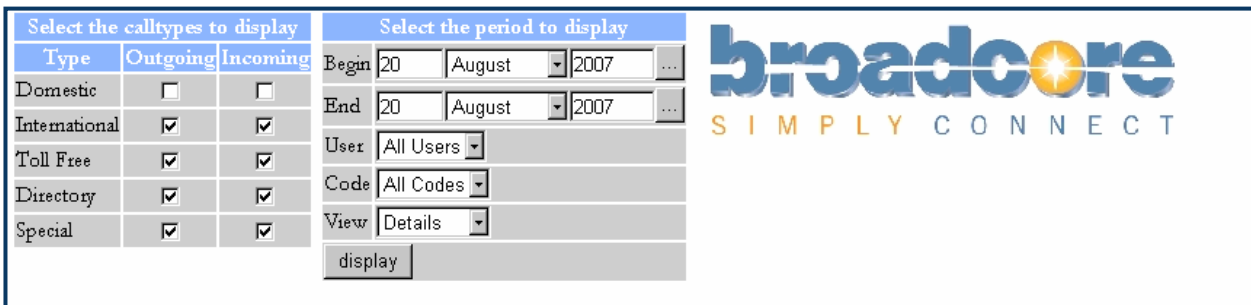 Select the calltypes to display
Type Outgoing Incoming
Domestic
International
Toll Free
Directory
Special
Select the period to display
Begin 20 August 2007 ...
End 20 August 2007 ...
User All Users
Code All Codes
View Details
display
broadcore
SIMPLY CONNECT